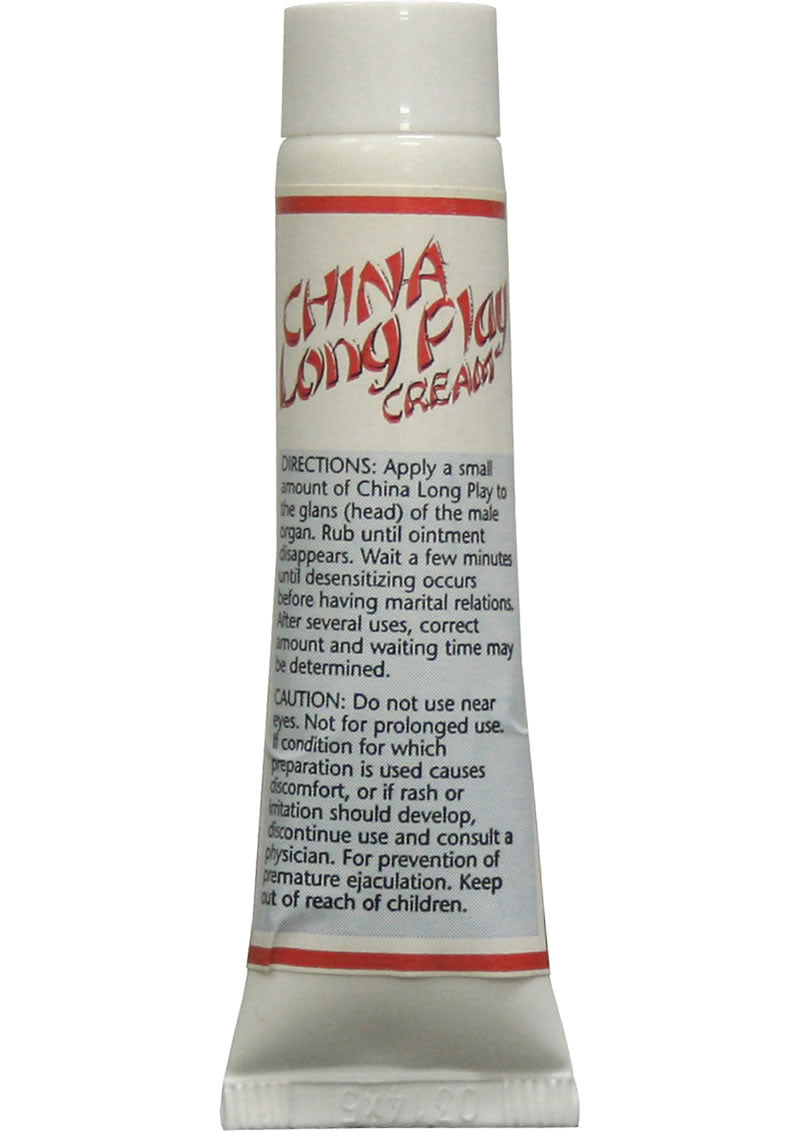 CHINA
Long Play
CREAM
DIRECTIONS: Apply a small
amount of China Long Play to
the glans (head) of the male
organ. Rub until ointment
disappears. Wait a few minutes
until desensitizing occurs
before having marital relations.
After several uses, correct
amount and waiting time may
be determined.
CAUTION: Do not use near
eyes. Not for prolonged use.
If condition for which
preparation is used causes
discomfort, or if rash or
irritation should develop,
discontinue use and consult a
physician. For prevention of
premature ejaculation. Keep
out of reach of children.